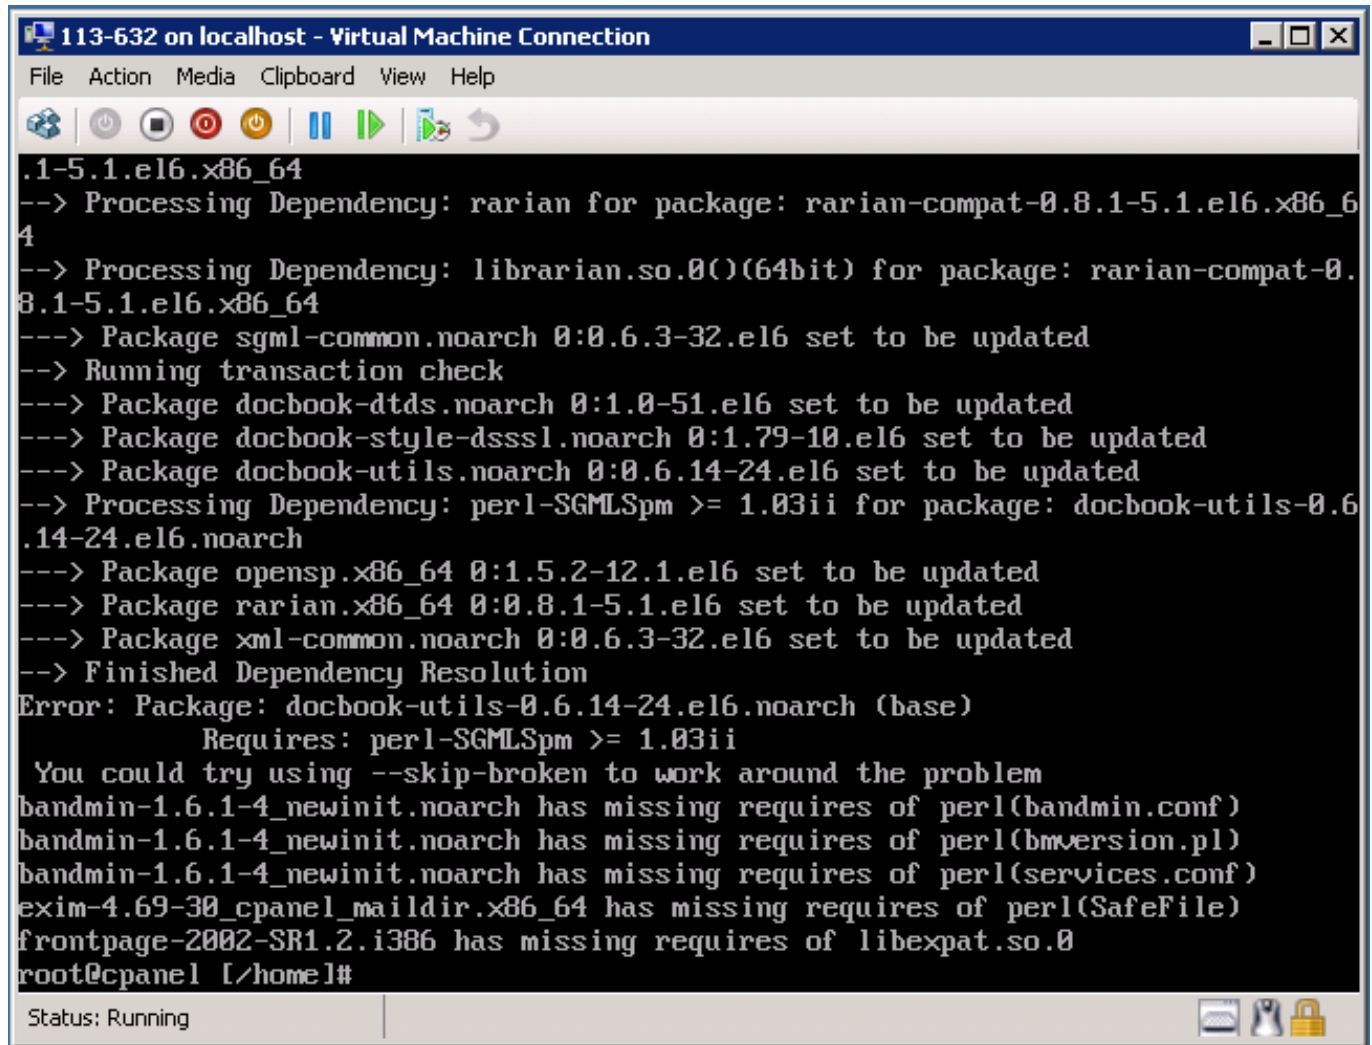 113-632 on localhost - Virtual Machine Connection
File Action Media Clipboard View Help
.1-5.1.el6.x86_64
--> Processing Dependency: rarian for package: rarian-compat-0.8.1-5.1.el6.x86_6
4
--> Processing Dependency: librarian.so.0()(64bit) for package: rarian-compat-0.
8.1-5.1.el6.x86_64
---> Package sgml-common.noarch 0:0.6.3-32.el6 set to be updated
--> Running transaction check
---> Package docbook-dtds.noarch 0:1.0-51.el6 set to be updated
---> Package docbook-style-dsssl.noarch 0:1.79-10.el6 set to be updated
---> Package docbook-utils.noarch 0:0.6.14-24.el6 set to be updated
--> Processing Dependency: perl-SGMLSpm >= 1.03ii for package: docbook-utils-0.6
.14-24.el6.noarch
---> Package opensp.x86_64 0:1.5.2-12.1.el6 set to be updated
---> Package rarian.x86_64 0:0.8.1-5.1.el6 set to be updated
---> Package xml-common.noarch 0:0.6.3-32.el6 set to be updated
--> Finished Dependency Resolution
Error: Package: docbook-utils-0.6.14-24.el6.noarch (base)
Requires: perl-SGMLSpm >= 1.03ii
You could try using --skip-broken to work around the problem
bandmin-1.6.1-4_newinit.noarch has missing requires of perl(bandmin.conf)
bandmin-1.6.1-4_newinit.noarch has missing requires of perl(bmversion.pl)
bandmin-1.6.1-4_newinit.noarch has missing requires of perl(services.conf)
exim-4.69-30_cpanel_maildir.x86_64 has missing requires of perl(SafeFile)
frontpage-2002-SR1.2.i386 has missing requires of libexpat.so.0
root@cpanel [/home]#
Status: Running